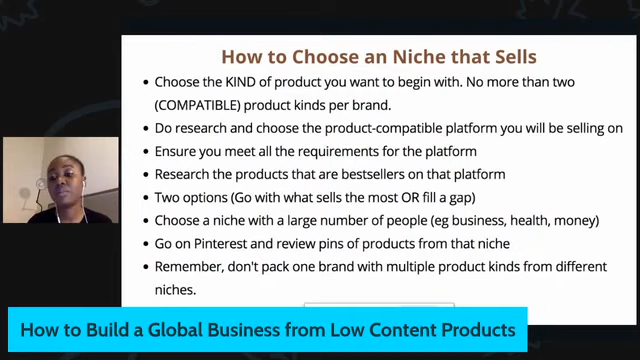 How to Choose an Niche that Sells
• Choose the KIND of product you want to begin with. No more than two
(COMPATIBLE) product kinds per brand.
• Do research and choose the product-compatible platform you will be selling on
• Ensure you meet all the requirements for the platform
• Research the products that are bestsellers on that platform
• Two options (Go with what sells the most OR fill a gap)
• Choose a niche with a large number of people (eg business, health, money)
• Go on Pinterest and review pins of products from that niche
• Remember, don't pack one brand with multiple product kinds from different
niches.
How to Build a Global Business from Low Content Products